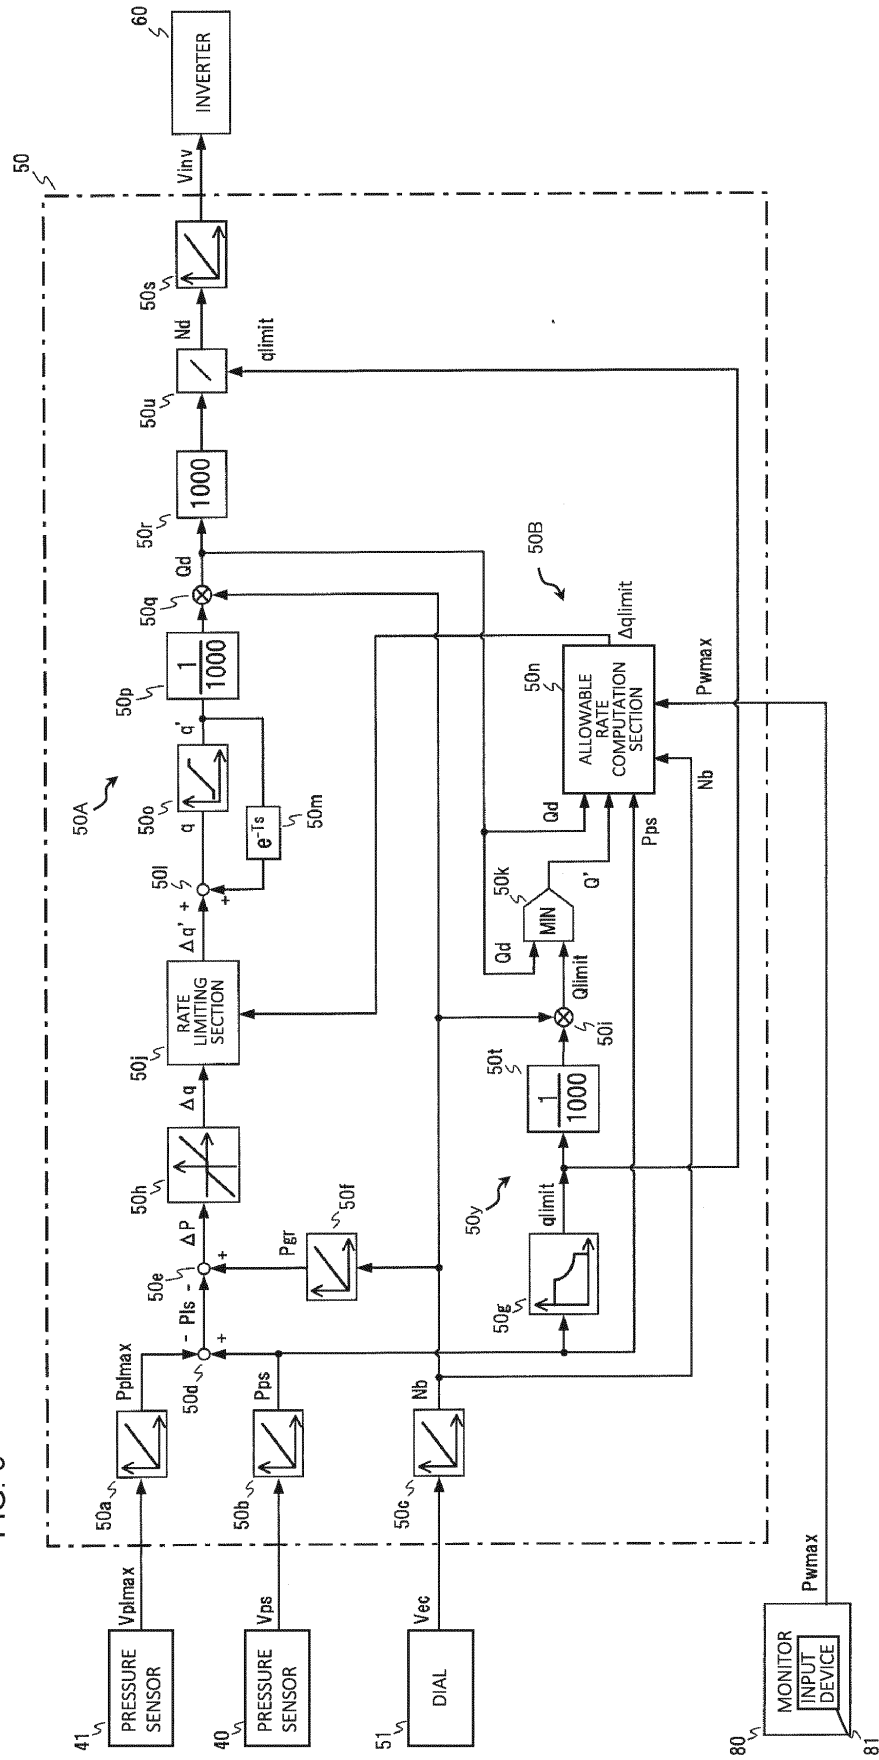 41
PRESSURE
SENSOR
Vplmax
50a
Pplmax
40
PRESSURE
SENSOR
Vps
50b
Pps
51
DIAL
Vec
50c
Nb
80
MONITOR
INPUT
DEVICE
81
Pwmax
50
50A
50d
-
+
Pls
50e
-
+
ΔP
Pgr
50f
50h
Δq
50j
RATE
LIMITING
SECTION
Δq'
50l
+
+
q
50o
q'
e-Ts
50m
50p
1
1000
50q
Qd
50r
1000
50u
qlimit
Nd
50s
Vinv
60
INVERTER
50y
50g
qlimit
50t
1
1000
50i
Qlimit
Qd
50k
MIN
Q'
Qd
Pps
50B
50n
ALLOWABLE
RATE
COMPUTATION
SECTION
Δqlimit
Nb
Pwmax